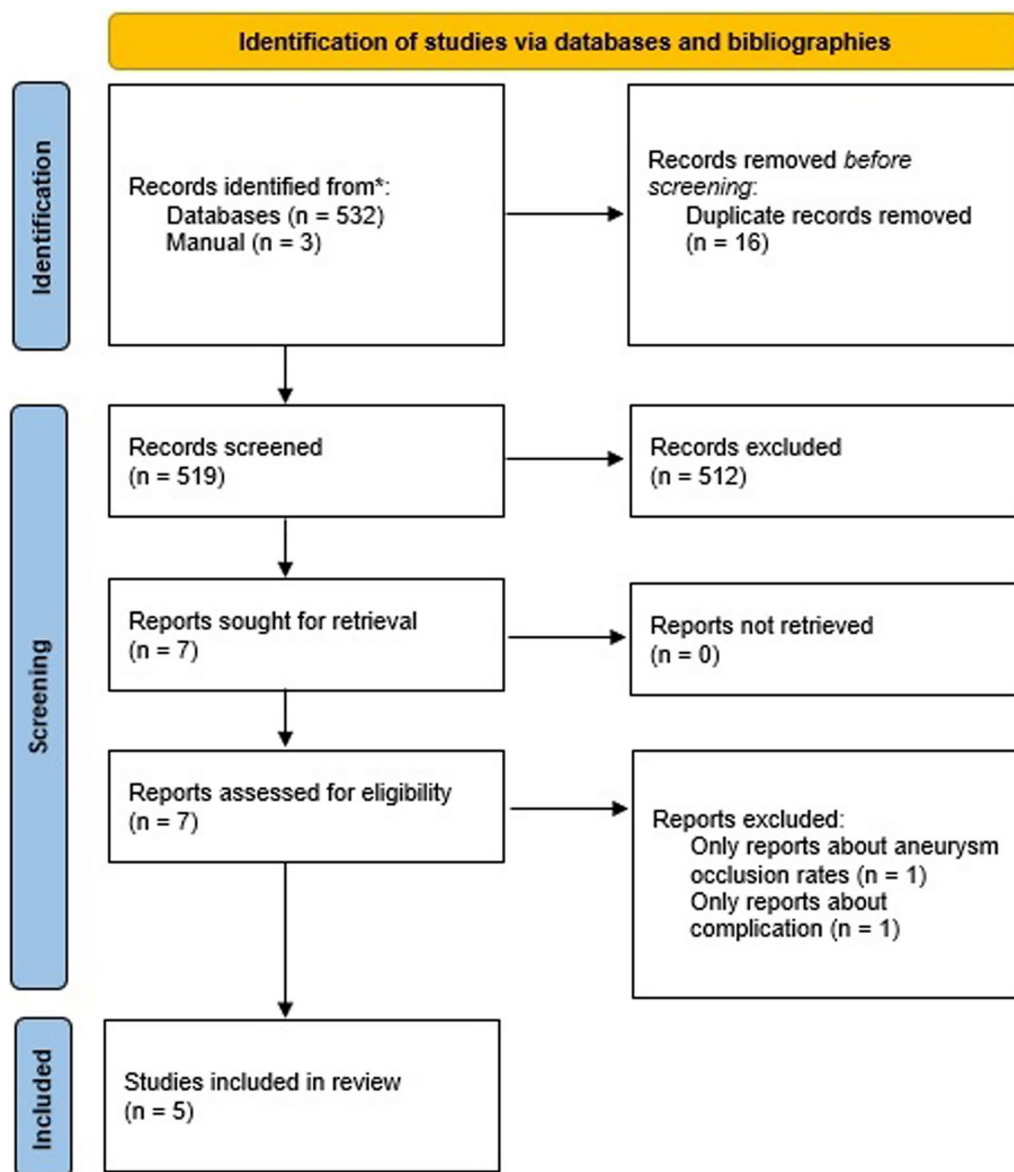 Identification of studies via databases and bibliographies
Identification
Records identified from*:
Databases (n = 532)
Manual (n = 3)
Records removed before
screening:
Duplicate records removed
(n = 16)
Screening
Records screened
(n = 519)
Records excluded
(n = 512)
Reports sought for retrieval
(n = 7)
Reports not retrieved
(n = 0)
Reports assessed for eligibility
(n = 7)
Reports excluded:
Only reports about aneurysm
occlusion rates (n = 1)
Only reports about
complication (n = 1)
Included
Studies included in review
(n = 5)